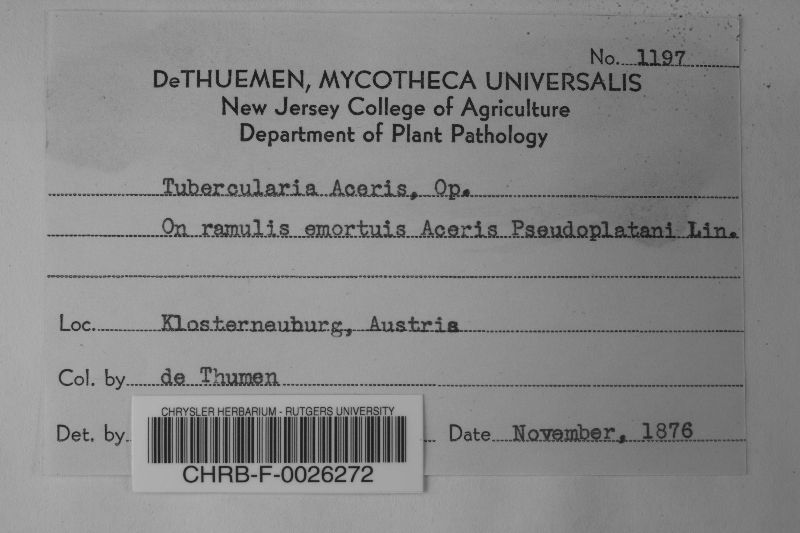 No. 1197
DeTHUEMEN, MYCOTHECA UNIVERSALIS
New Jersey College of Agriculture
Department of Plant Pathology
Tubercularia Aceris, Op.
On ramulis emortuis Aceris Pseudoplatani Lin.
Loc. Klosterneuburg, Austria
Col. by de Thumen
Det. by Date November, 1876
CHRYSLER HERBARIUM - RUTGERS UNIVERSITY
CHRB-F-0026272